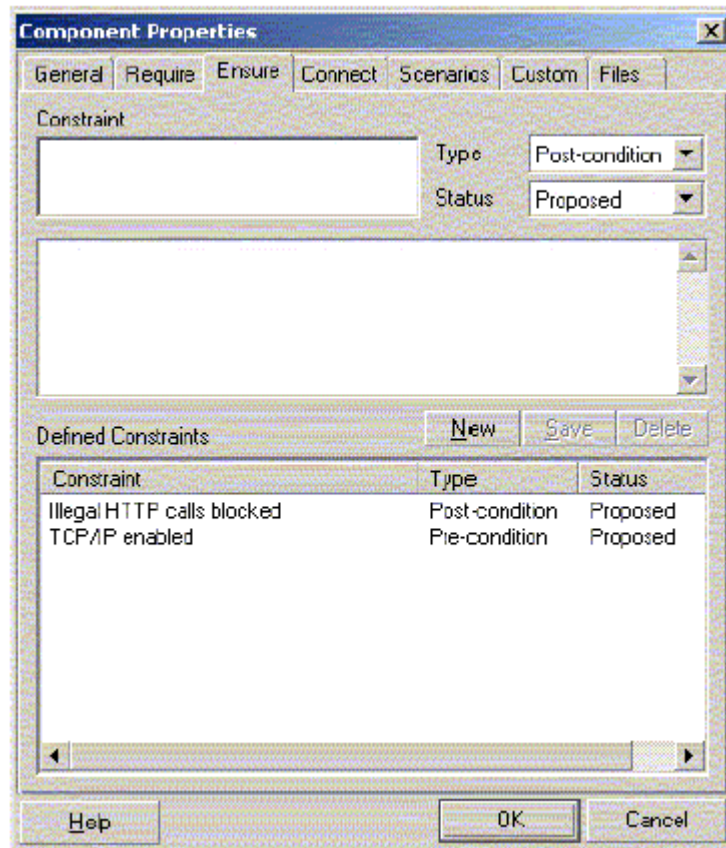 Component Properties
General Require Ensure Connect Scenarios Custom Files
Constraint
Type Post-condition
Status Proposed
New Save Delete
Defined Constraints
Constraint Type Status
Illegal HTTP calls blocked Post-condition Proposed
TCP/IP enabled Pre-condition Proposed
Help OK Cancel